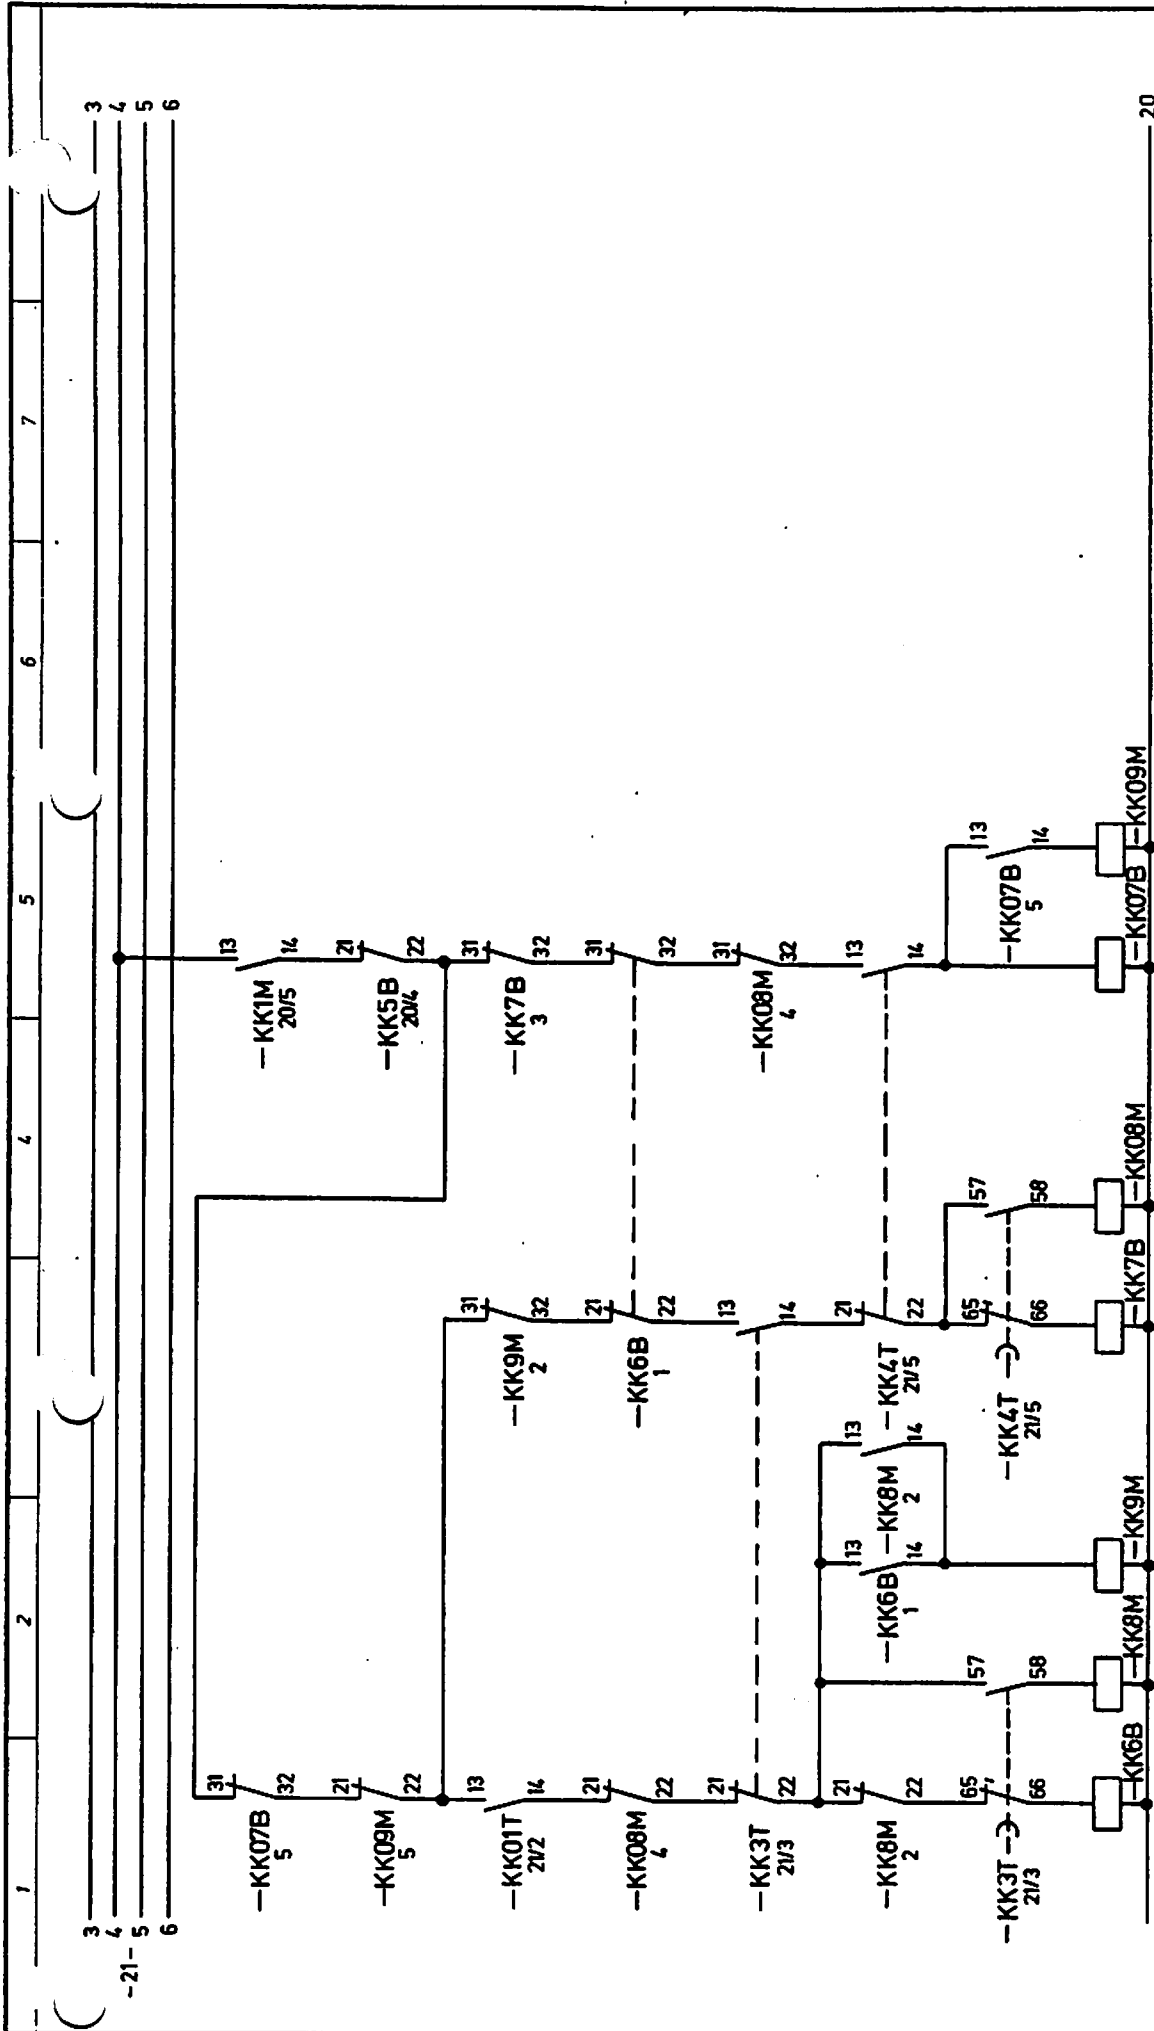 1 2 4 5 6 7
3 3
4 4
-21- 5 5
6 6
31 13
-KK07B -KK1M
5 20/5
32 14
21 21
-KK09M -KK5B
5 20/4
22 22
13 31 31
-KK01T -KK9M -KK7B
21/2 2 3
14 32 32
21 21 31
-KK08M -KK6B
4 1
22 22 32
21 13 31
-KK3T -KK08M
21/3 4
22 14 32
21 13 13 21 13
-KK8M -KK6B -KK8M -KK4T
2 1 2 21/5
22 14 14 22 14
65 57 65 57 13
-KK3T -KK4T -KK07B
21/3 21/5 5
66 58 66 58 14
-KK6B -KK8M -KK9M -KK7B -KK08M -KK07B -KK09M
20